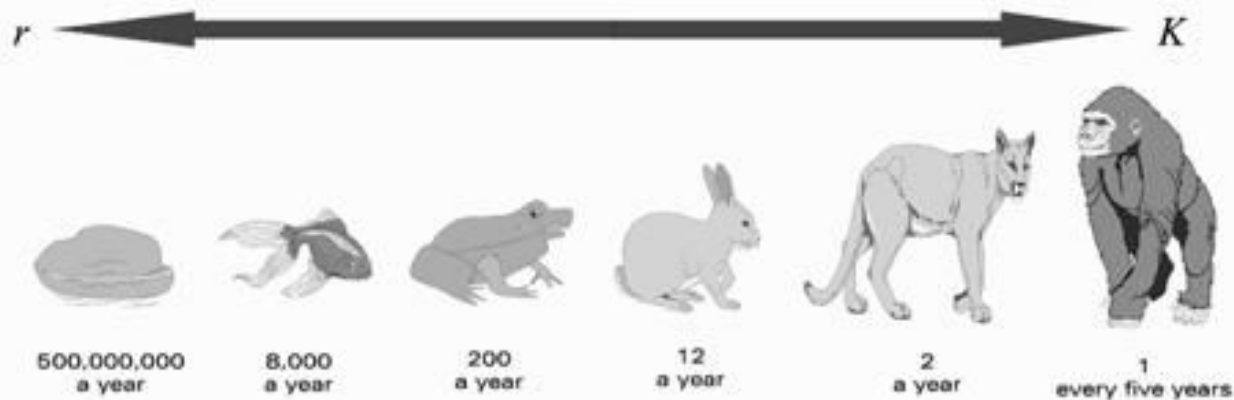 r K
500,000,000
a year
8,000
a year
200
a year
12
a year
2
a year
1
every five years